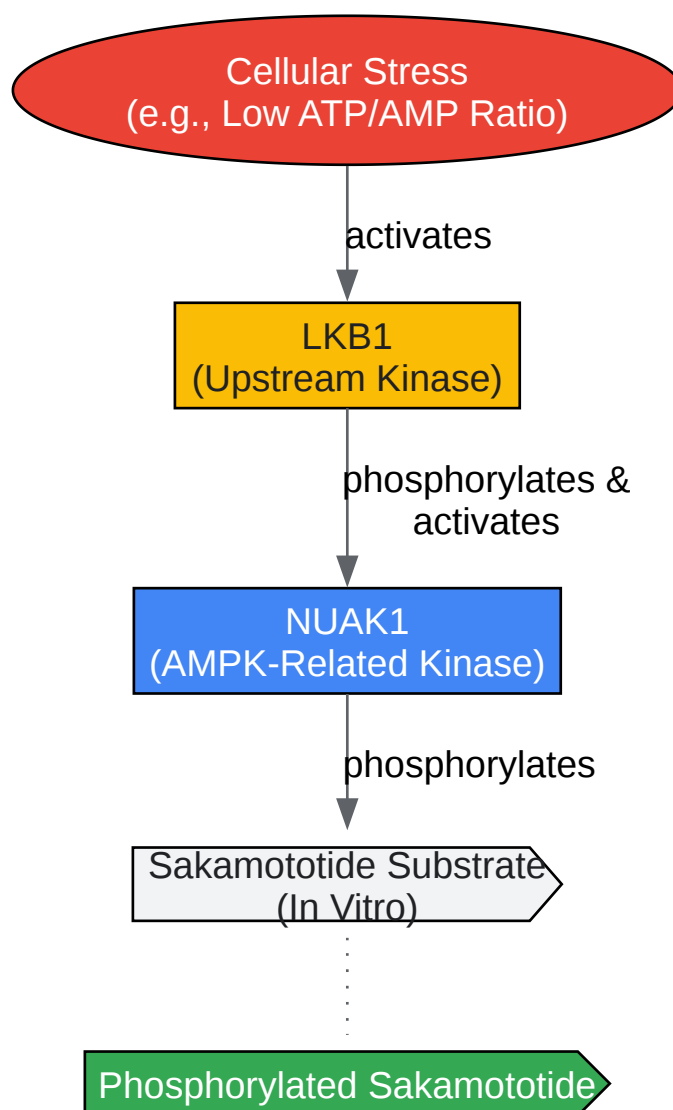 Cellular Stress
(e.g., Low ATP/AMP Ratio)
activates
LKB1
(Upstream Kinase)
phosphorylates &
activates
NUAK1
(AMPK-Related Kinase)
phosphorylates
Sakamototide Substrate
(In Vitro)
Phosphorylated Sakamototide